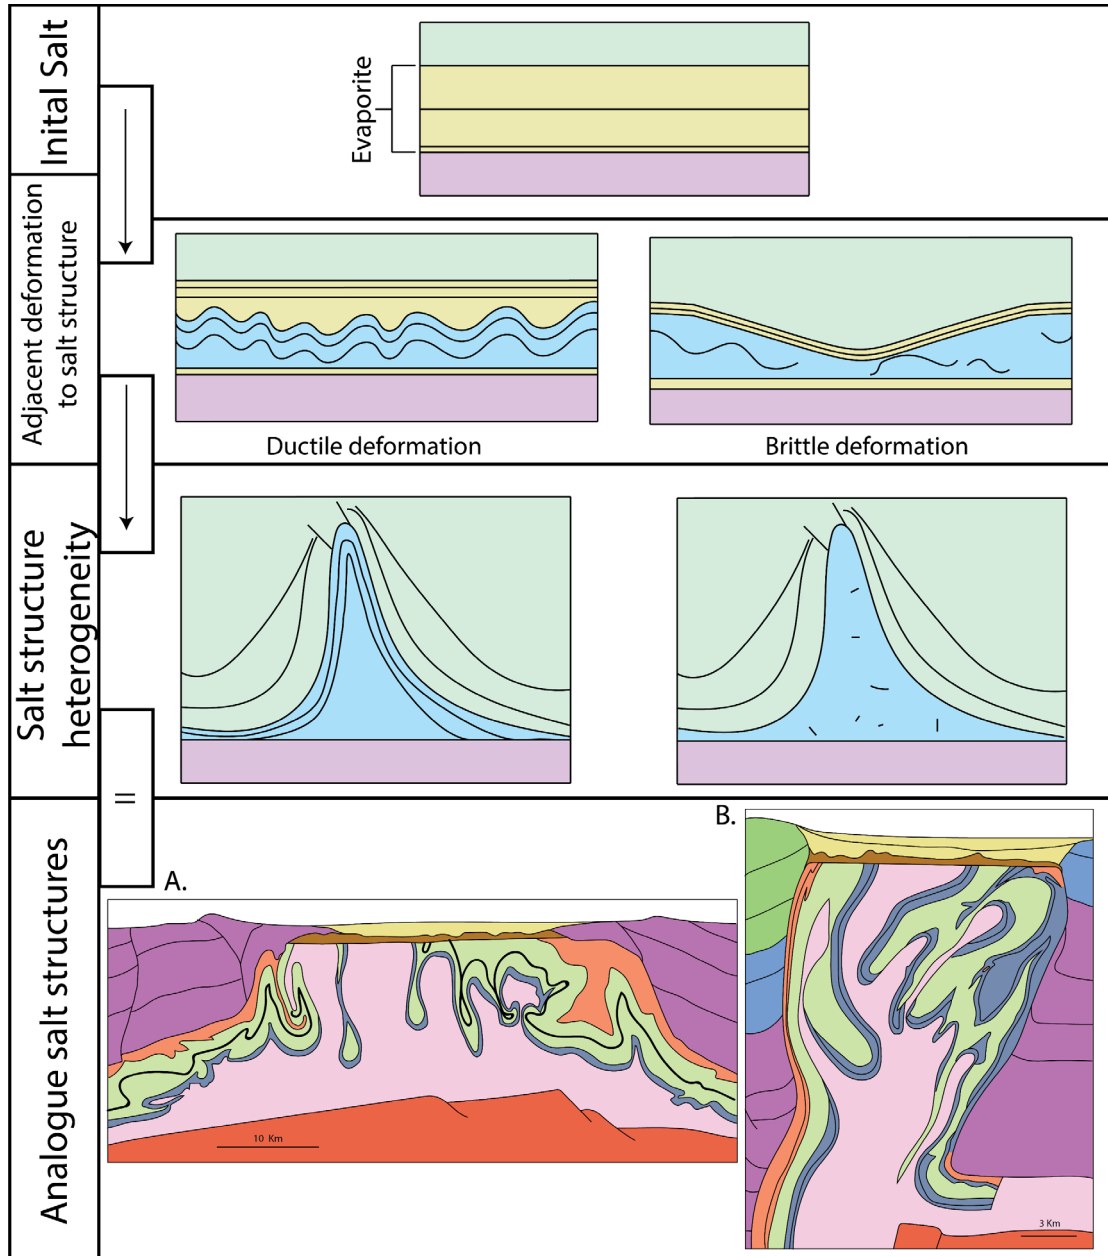 Inital Salt
Evaporite
Adjacent deformation
to salt structure
Ductile deformation
Brittle deformation
Salt structure
heterogeneity
=
Analogue salt structures
A.
10 Km
B.
3 Km